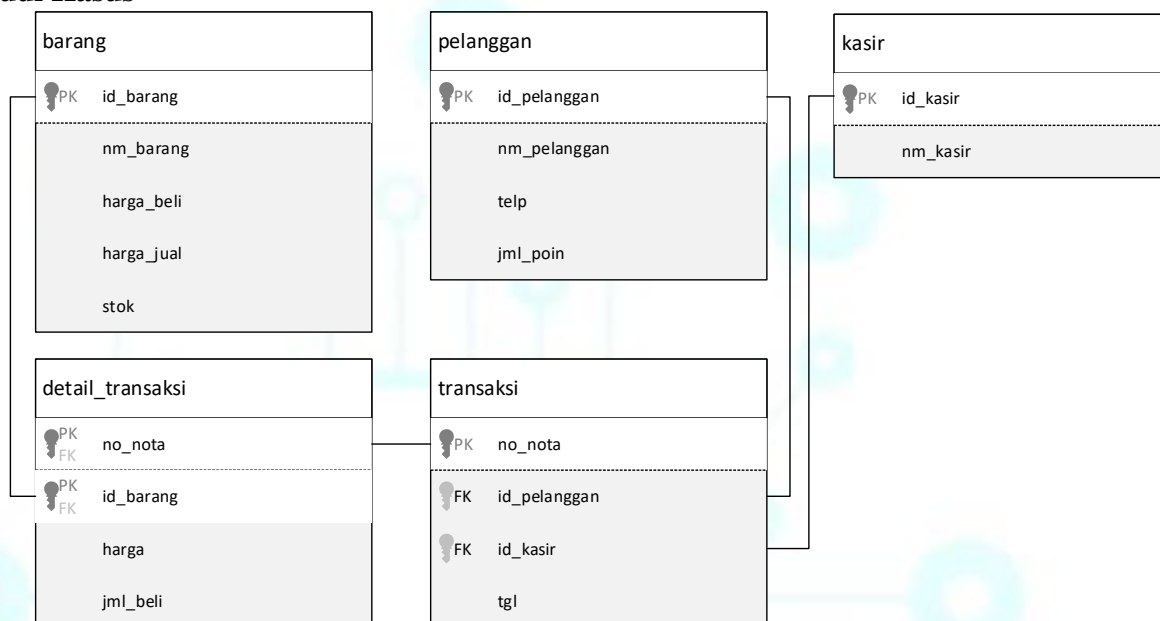 barang
PK id_barang
nm_barang
harga_beli
harga_jual
stok
pelanggan
PK id_pelanggan
nm_pelanggan
telp
jml_poin
kasir
PK id_kasir
nm_kasir
detail_transaksi
PK
FK
no_nota
PK
FK
id_barang
harga
jml_beli
transaksi
PK no_nota
FK id_pelanggan
FK id_kasir
tgl